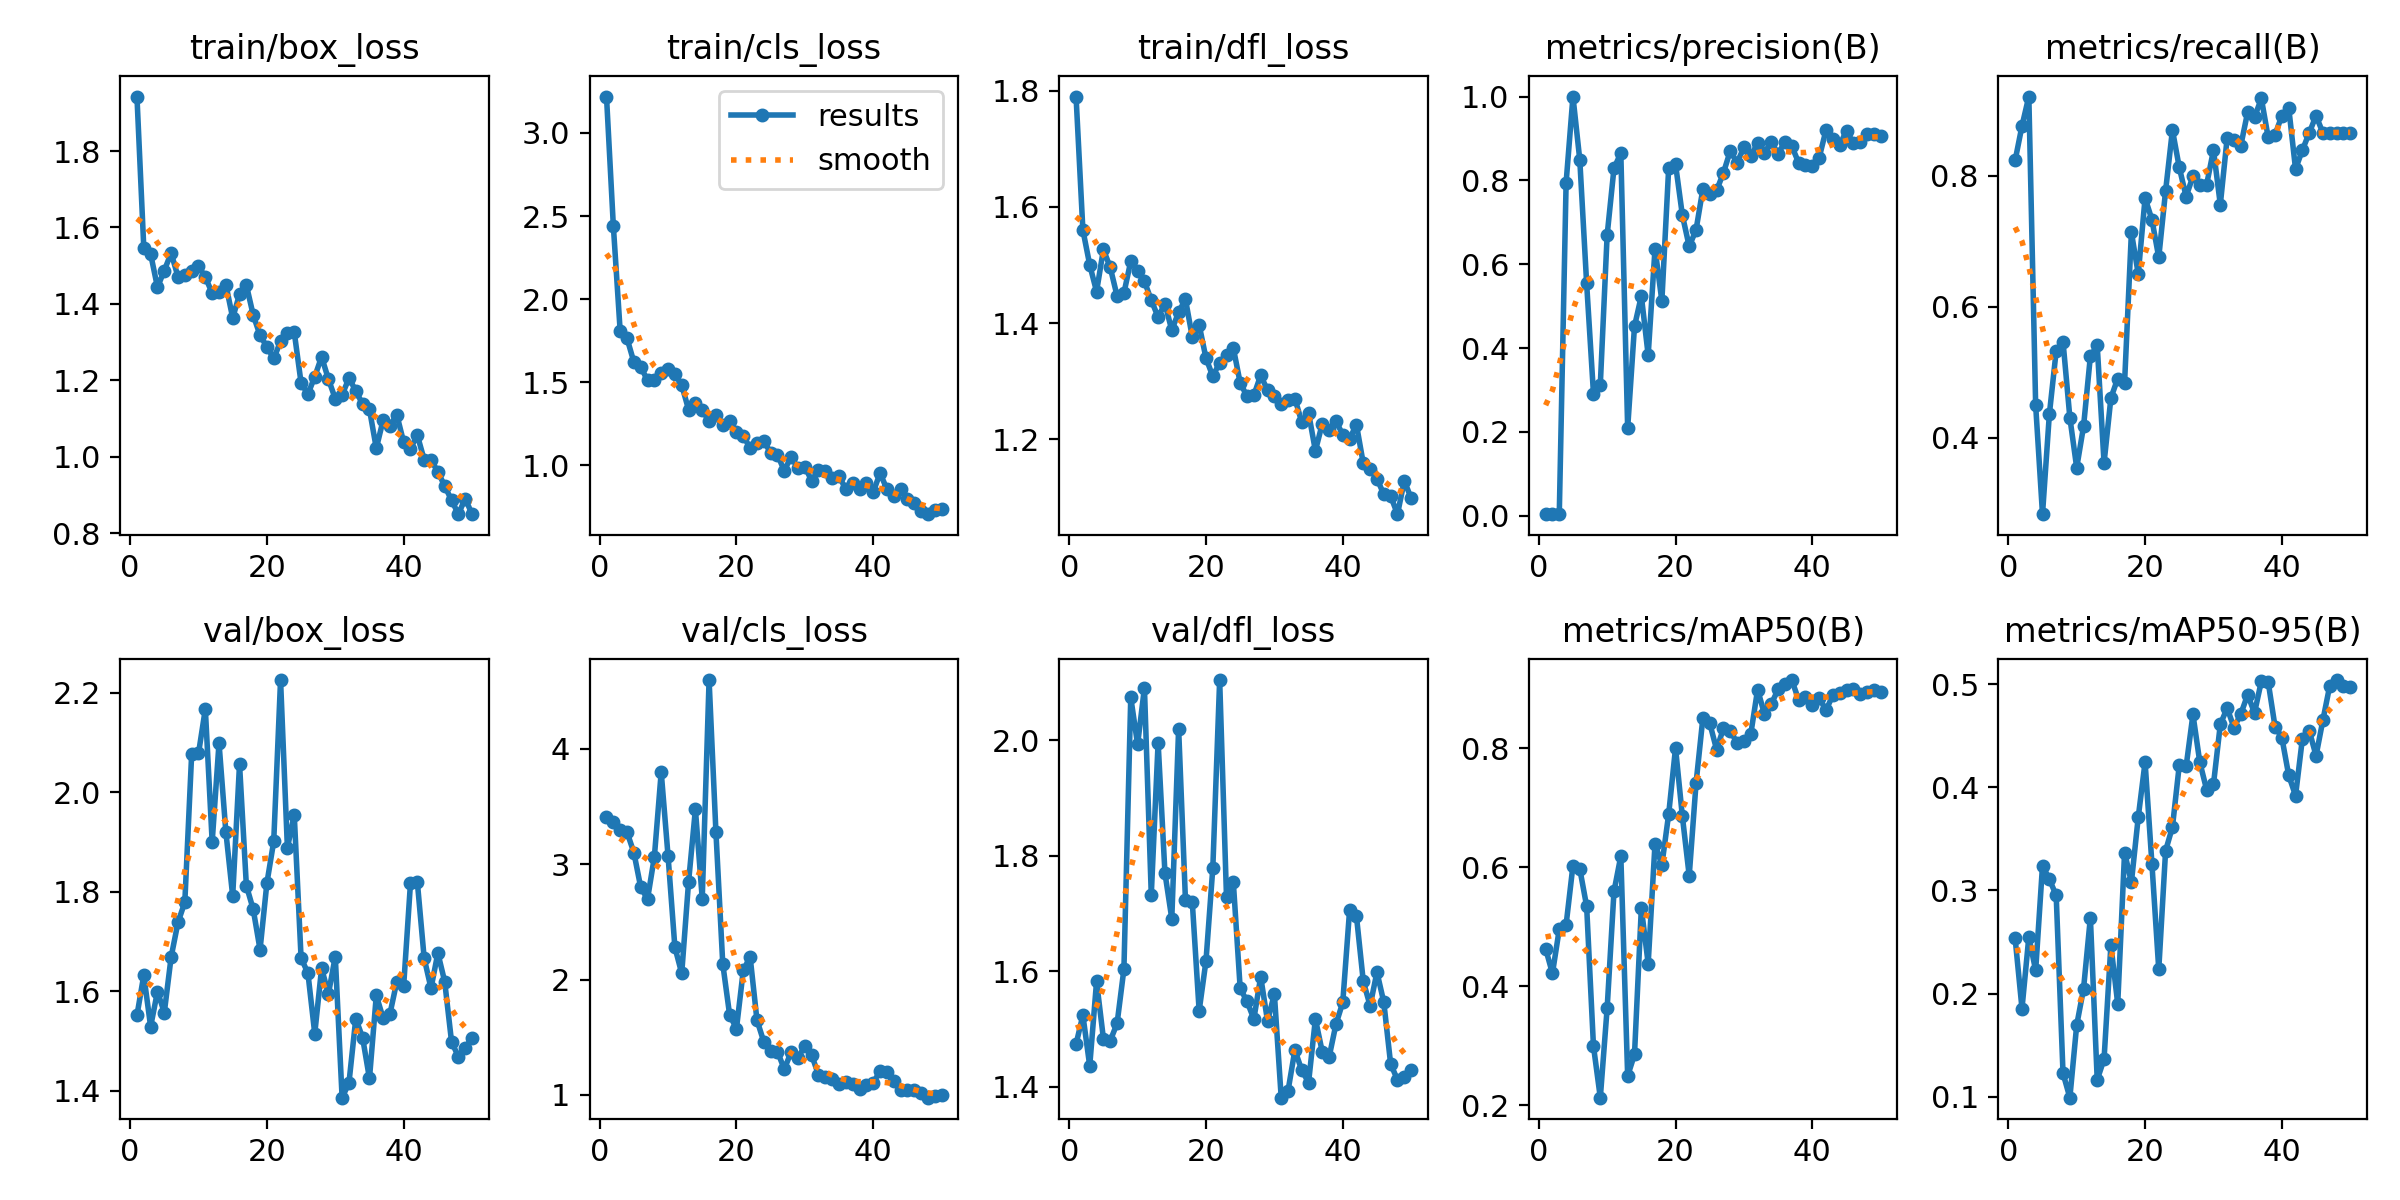 train/box_loss
1.8
1.6
1.4
1.2
1.0
0.8
0 20 40
train/cls_loss
results
smooth
3.0
2.5
2.0
1.5
1.0
0 20 40
train/dfl_loss
1.8
1.6
1.4
1.2
0 20 40
metrics/precision(B)
1.0
0.8
0.6
0.4
0.2
0.0
0 20 40
metrics/recall(B)
0.8
0.6
0.4
0 20 40
val/box_loss
2.2
2.0
1.8
1.6
1.4
0 20 40
val/cls_loss
4
3
2
1
0 20 40
val/dfl_loss
2.0
1.8
1.6
1.4
0 20 40
metrics/mAP50(B)
0.8
0.6
0.4
0.2
0 20 40
metrics/mAP50-95(B)
0.5
0.4
0.3
0.2
0.1
0 20 40